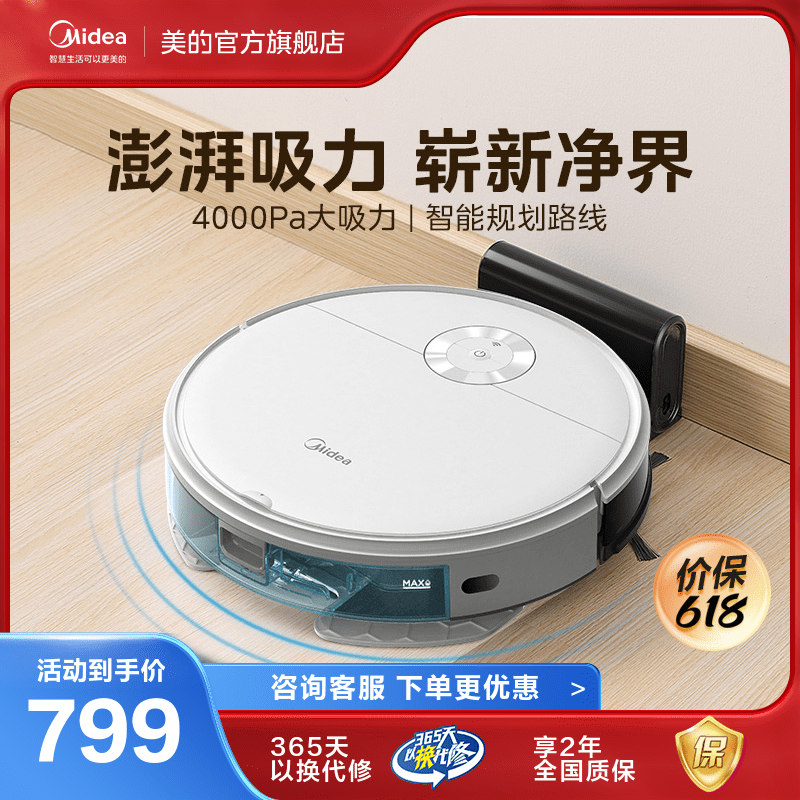 Midea
智慧生活可以更美的
美的官方旗舰店
澎湃吸力 崭新净界
4000Pa大吸力 | 智能规划路线
Midea
MAX
价保
618
活动到手价
799
咨询客服 下单更优惠 >
365天
以换代修
365天
以换代修
享2年
全国质保
保